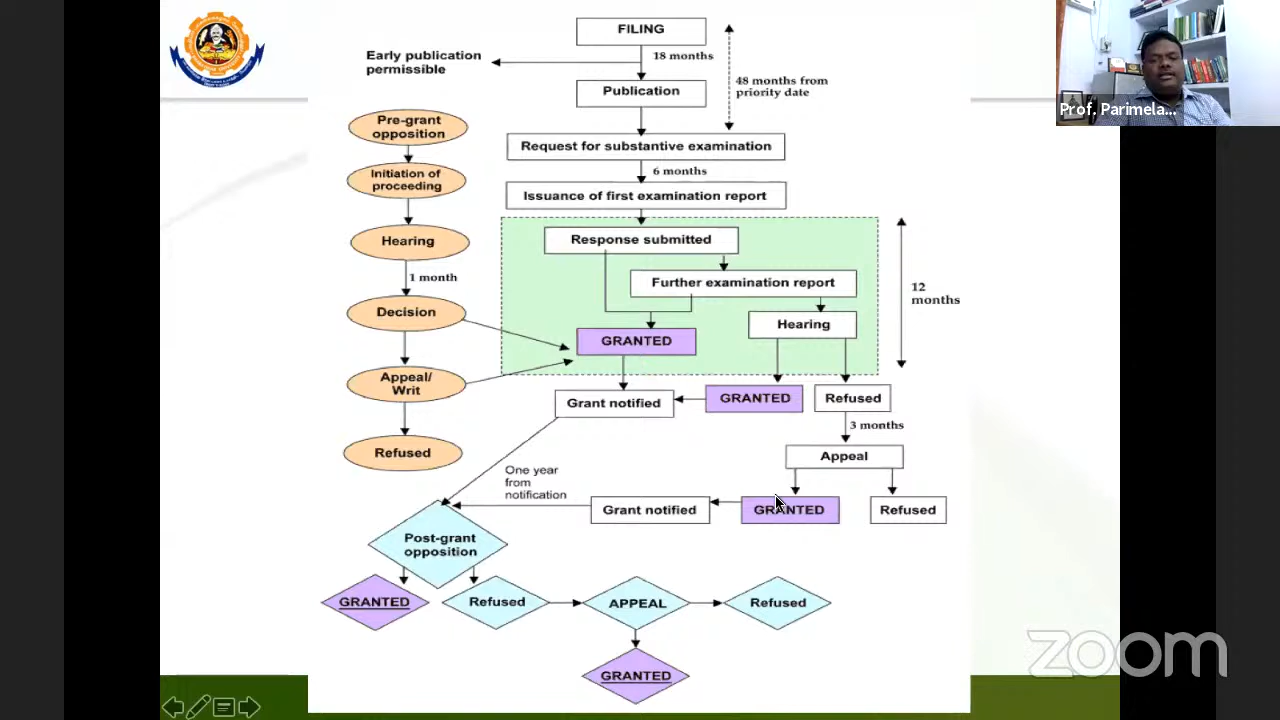 FILING
Early publication
permissible
18 months
48 months from
priority date
Publication
Prof. Parimela...
Pre-grant
opposition
Request for substantive examination
6 months
Initiation of
proceeding
Issuance of first examination report
Hearing
Response submitted
1 month
Further examination report
12
months
Decision
Hearing
GRANTED
Appeal/
Writ
Grant notified
GRANTED
Refused
3 months
Refused
Appeal
One year
from
notification
Grant notified
GRANTED
Refused
Post-grant
opposition
GRANTED
Refused
APPEAL
Refused
GRANTED
zoom